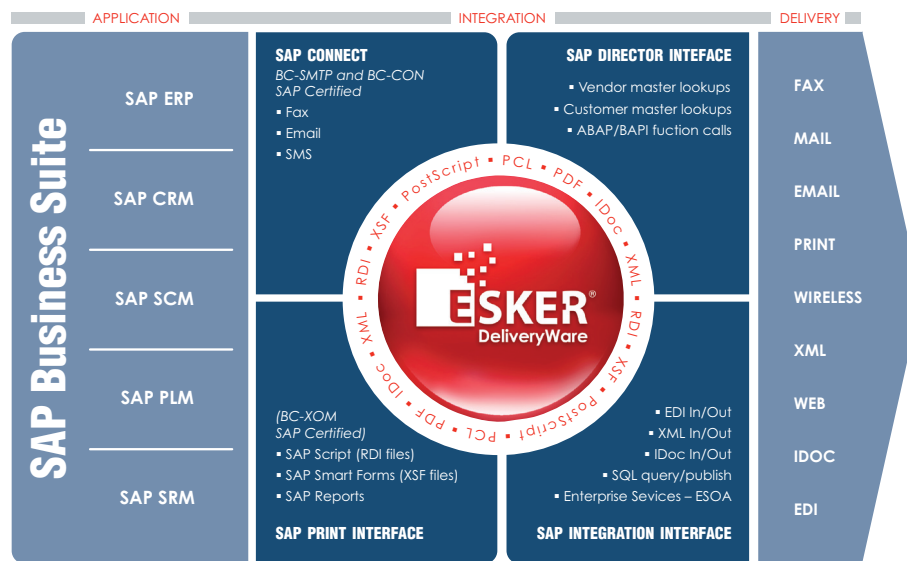 APPLICATION
INTEGRATION
DELIVERY
SAP Business Suite
SAP ERP
SAP CRM
SAP SCM
SAP PLM
SAP SRM
SAP CONNECT
BC-SMTP and BC-CON
SAP Certified
▪ Fax
▪ Email
▪ SMS
SAP DIRECTOR INTEFACE
▪ Vendor master lookups
▪ Customer master lookups
▪ ABAP/BAPI fuction calls
RDI ▪ XSF ▪ PostScript ▪ PCL ▪ PDF ▪ IDoc ▪ XML ▪ RDI ▪ XSF ▪ PostScript ▪ PCL ▪ PDF ▪ IDoc ▪ XML ▪
ESKER®
DeliveryWare
(BC-XOM
SAP Certified)
▪ SAP Script (RDI files)
▪ SAP Smart Forms (XSF files)
▪ SAP Reports
SAP PRINT INTERFACE
▪ EDI In/Out
▪ XML In/Out
▪ IDoc In/Out
▪ SQL query/publish
▪ Enterprise Sevices – ESOA
SAP INTEGRATION INTERFACE
FAX
MAIL
EMAIL
PRINT
WIRELESS
XML
WEB
IDOC
EDI